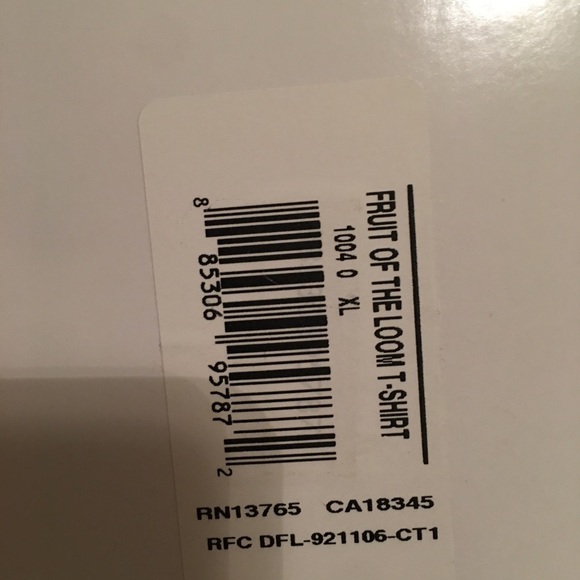 FRUIT OF THE LOOM T-SHIRT
1004 0 XL
8 85306 95787 2
RN13765 CA18345
RFC DFL-921106-CT1